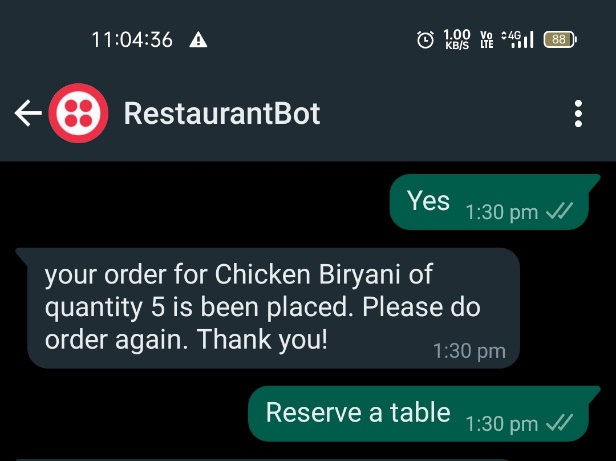 11:04:36
1.00 KB/S Vo LTE 4G 88
RestaurantBot
Yes 1:30 pm
your order for Chicken Biryani of
quantity 5 is been placed. Please do
order again. Thank you!
1:30 pm
Reserve a table 1:30 pm